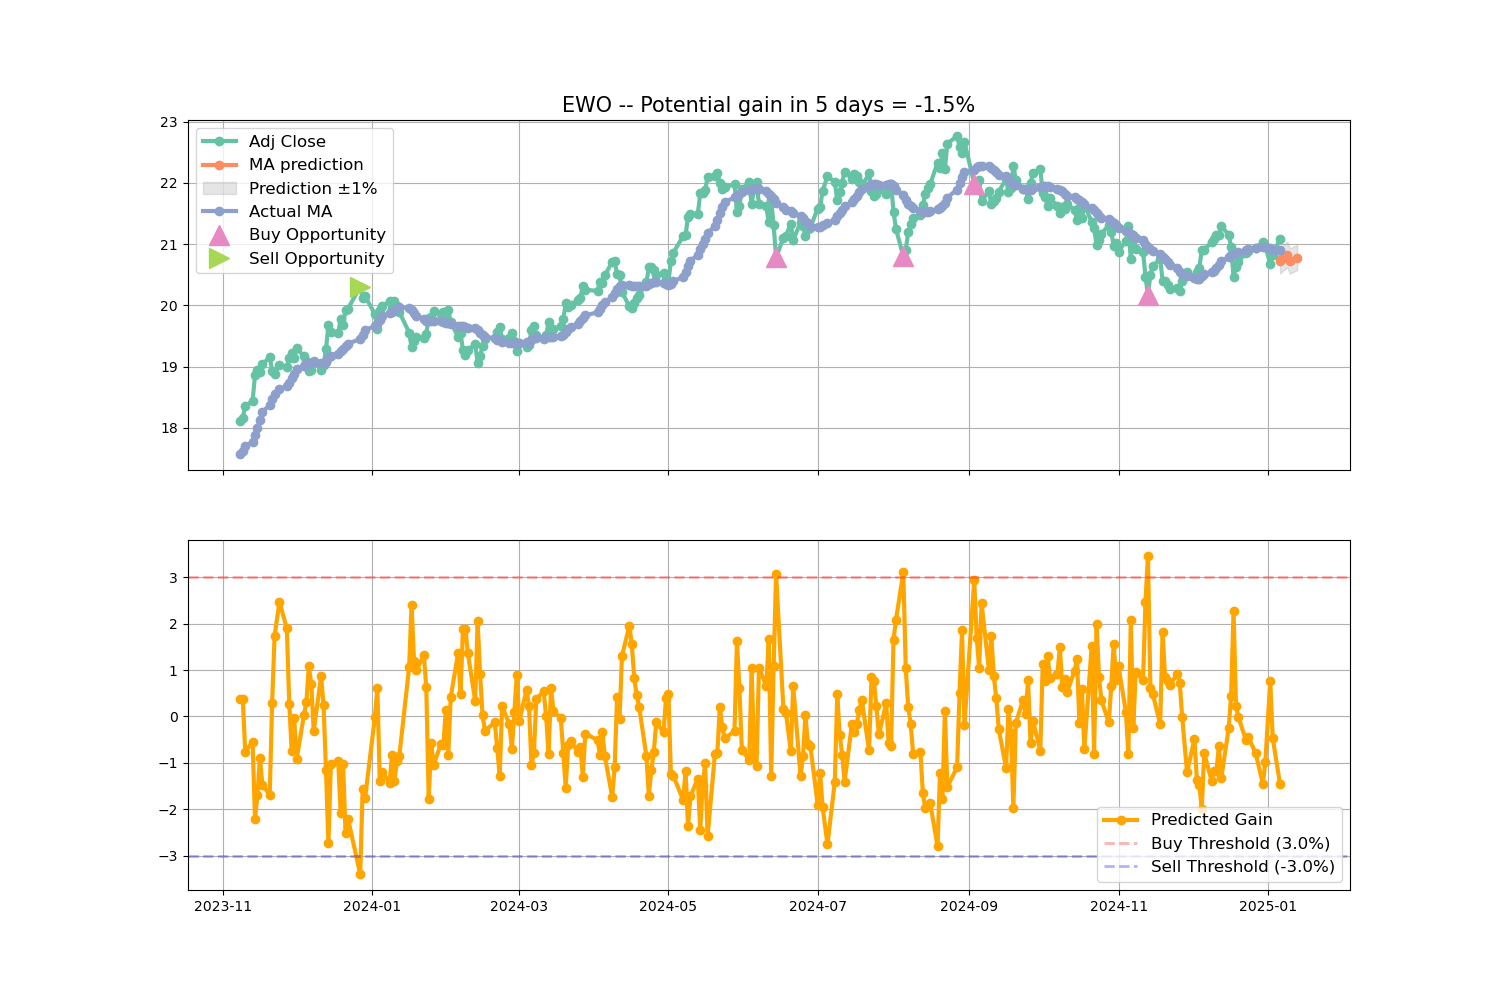 EWO -- Potential gain in 5 days = -1.5%
23
22
21
20
19
18
Adj Close
MA prediction
Prediction ±1%
Actual MA
Buy Opportunity
Sell Opportunity
3
2
1
0
−1
−2
−3
Predicted Gain
Buy Threshold (3.0%)
Sell Threshold (-3.0%)
2023-11 2024-01 2024-03 2024-05 2024-07 2024-09 2024-11 2025-01